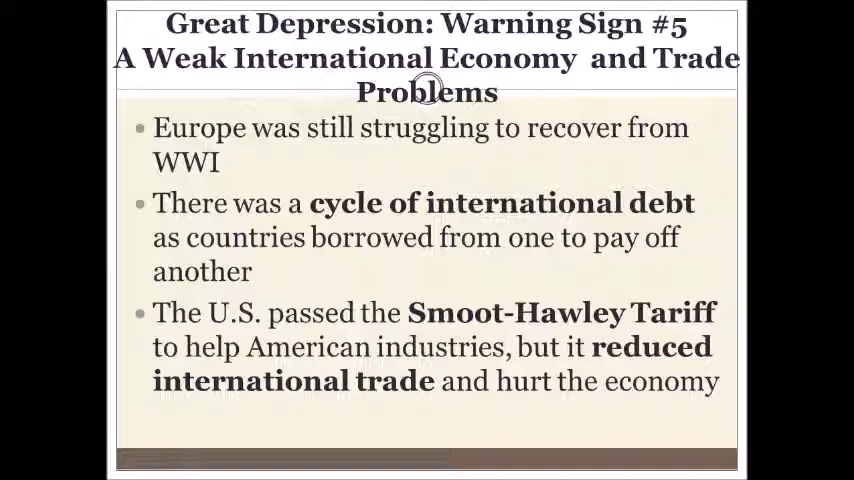 Great Depression: Warning Sign #5
A Weak International Economy and Trade
Problems
• Europe was still struggling to recover from
WWI
• There was a cycle of international debt
as countries borrowed from one to pay off
another
• The U.S. passed the Smoot-Hawley Tariff
to help American industries, but it reduced
international trade and hurt the economy